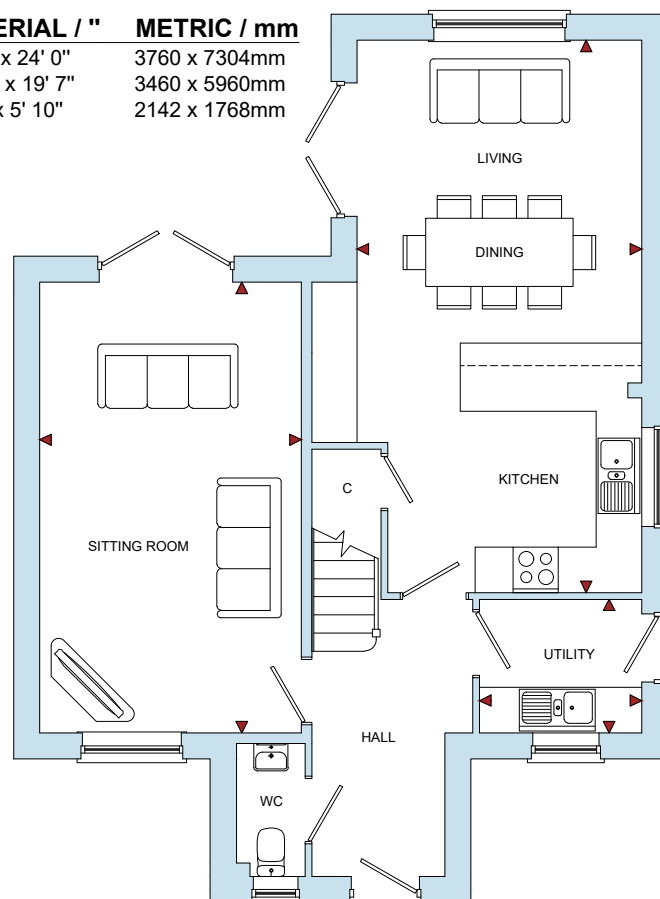 ERIAL / " METRIC / mm
x 24' 0" 3760 x 7304mm
x 19' 7" 3460 x 5960mm
x 5' 10" 2142 x 1768mm
LIVING
DINING
KITCHEN
C
SITTING ROOM
UTILITY
HALL
WC